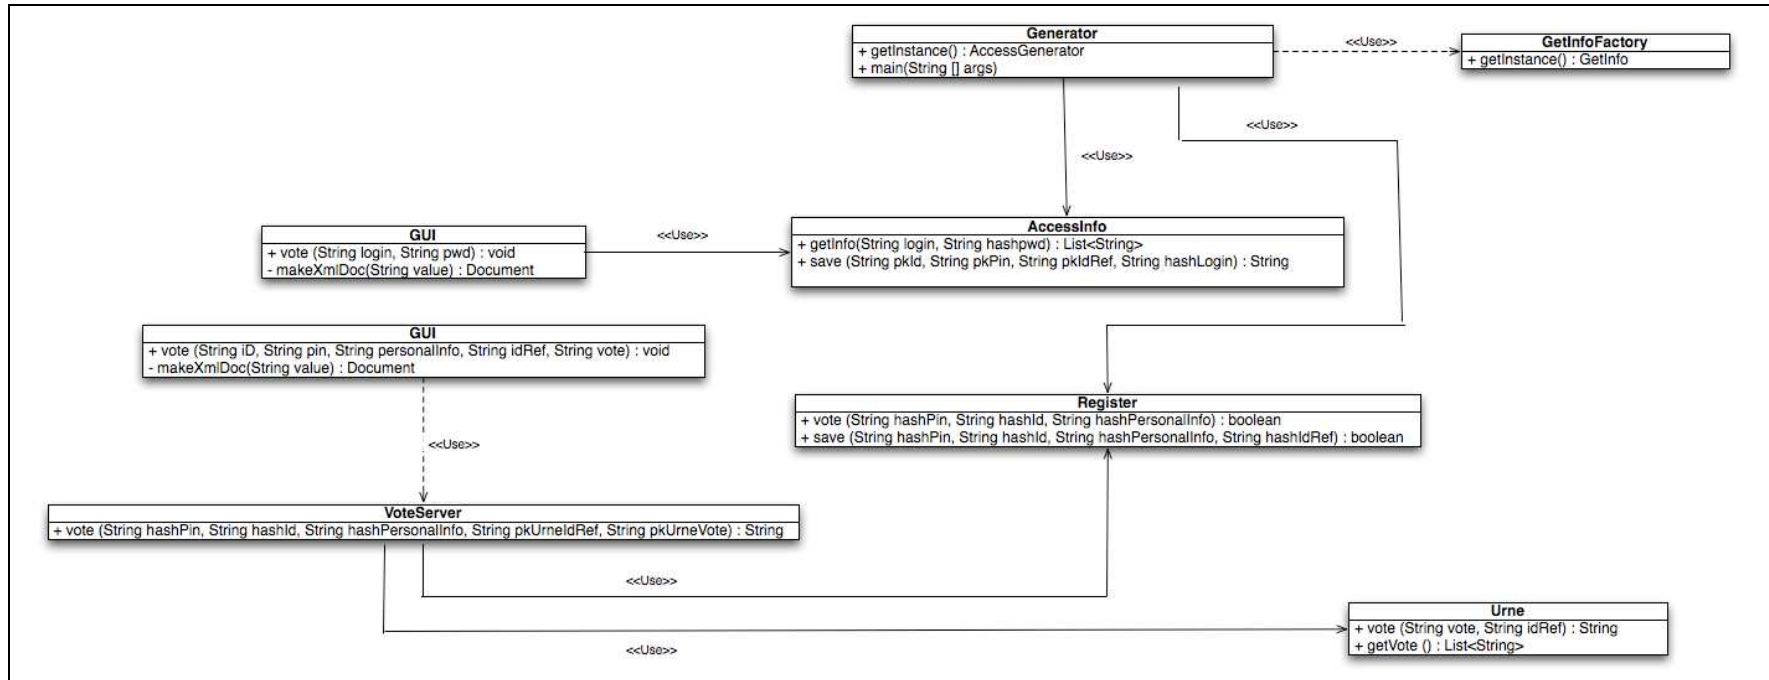 Generator
+ getInstance() : AccessGenerator
+ main(String [] args)
<<Use>>
GetInfoFactory
+ getInstance() : GetInfo
<<Use>>
<<Use>>
GUI
+ vote (String login, String pwd) : void
- makeXmlDoc(String value) : Document
<<Use>>
AccessInfo
+ getInfo(String login, String hashpwd) : List<String>
+ save (String pkId, String pkPin, String pkIdRef, String hashLogin) : String
GUI
+ vote (String iD, String pin, String personalInfo, String idRef, String vote) : void
- makeXmlDoc(String value) : Document
<<Use>>
Register
+ vote (String hashPin, String hashId, String hashPersonalInfo) : boolean
+ save (String hashPin, String hashId, String hashPersonalInfo, String hashIdRef) : boolean
VoteServer
+ vote (String hashPin, String hashId, String hashPersonalInfo, String pkUrneIdRef, String pkUrneVote) : String
<<Use>>
<<Use>>
Urne
+ vote (String vote, String idRef) : String
+ getVote () : List<String>